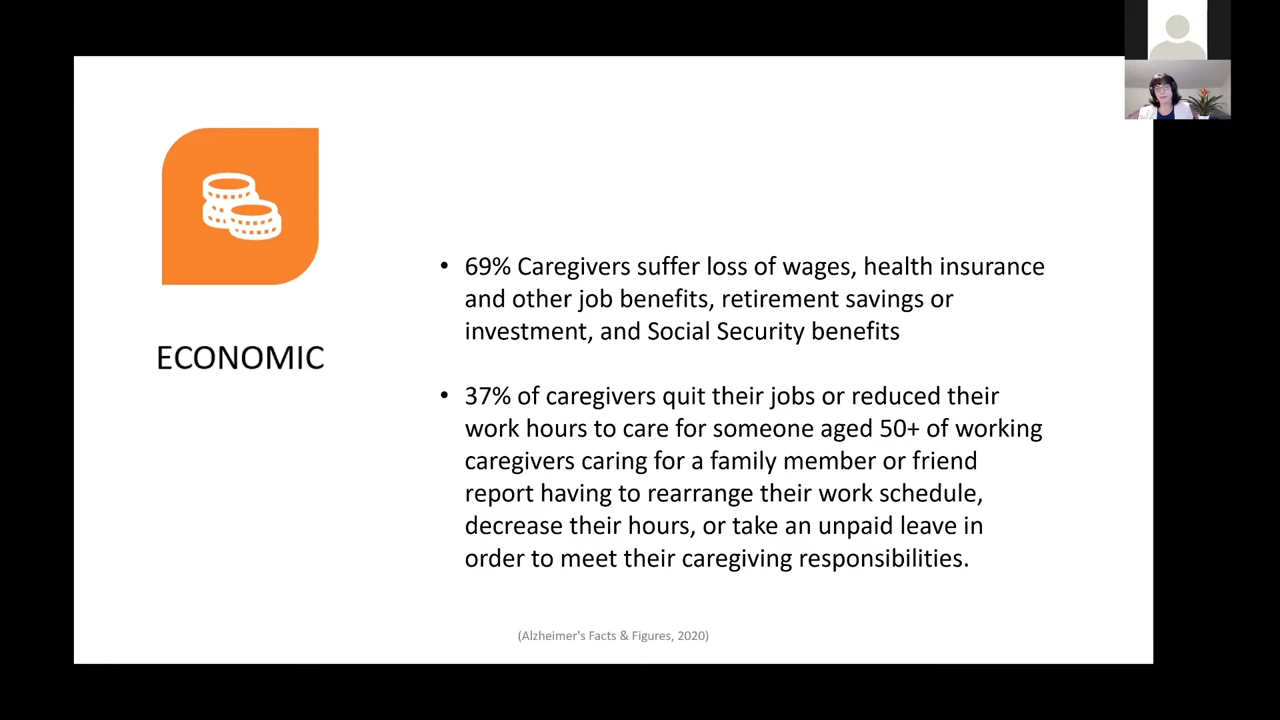 ECONOMIC
• 69% Caregivers suffer loss of wages, health insurance
and other job benefits, retirement savings or
investment, and Social Security benefits
• 37% of caregivers quit their jobs or reduced their
work hours to care for someone aged 50+ of working
caregivers caring for a family member or friend
report having to rearrange their work schedule,
decrease their hours, or take an unpaid leave in
order to meet their caregiving responsibilities.
(Alzheimer's Facts & Figures, 2020)